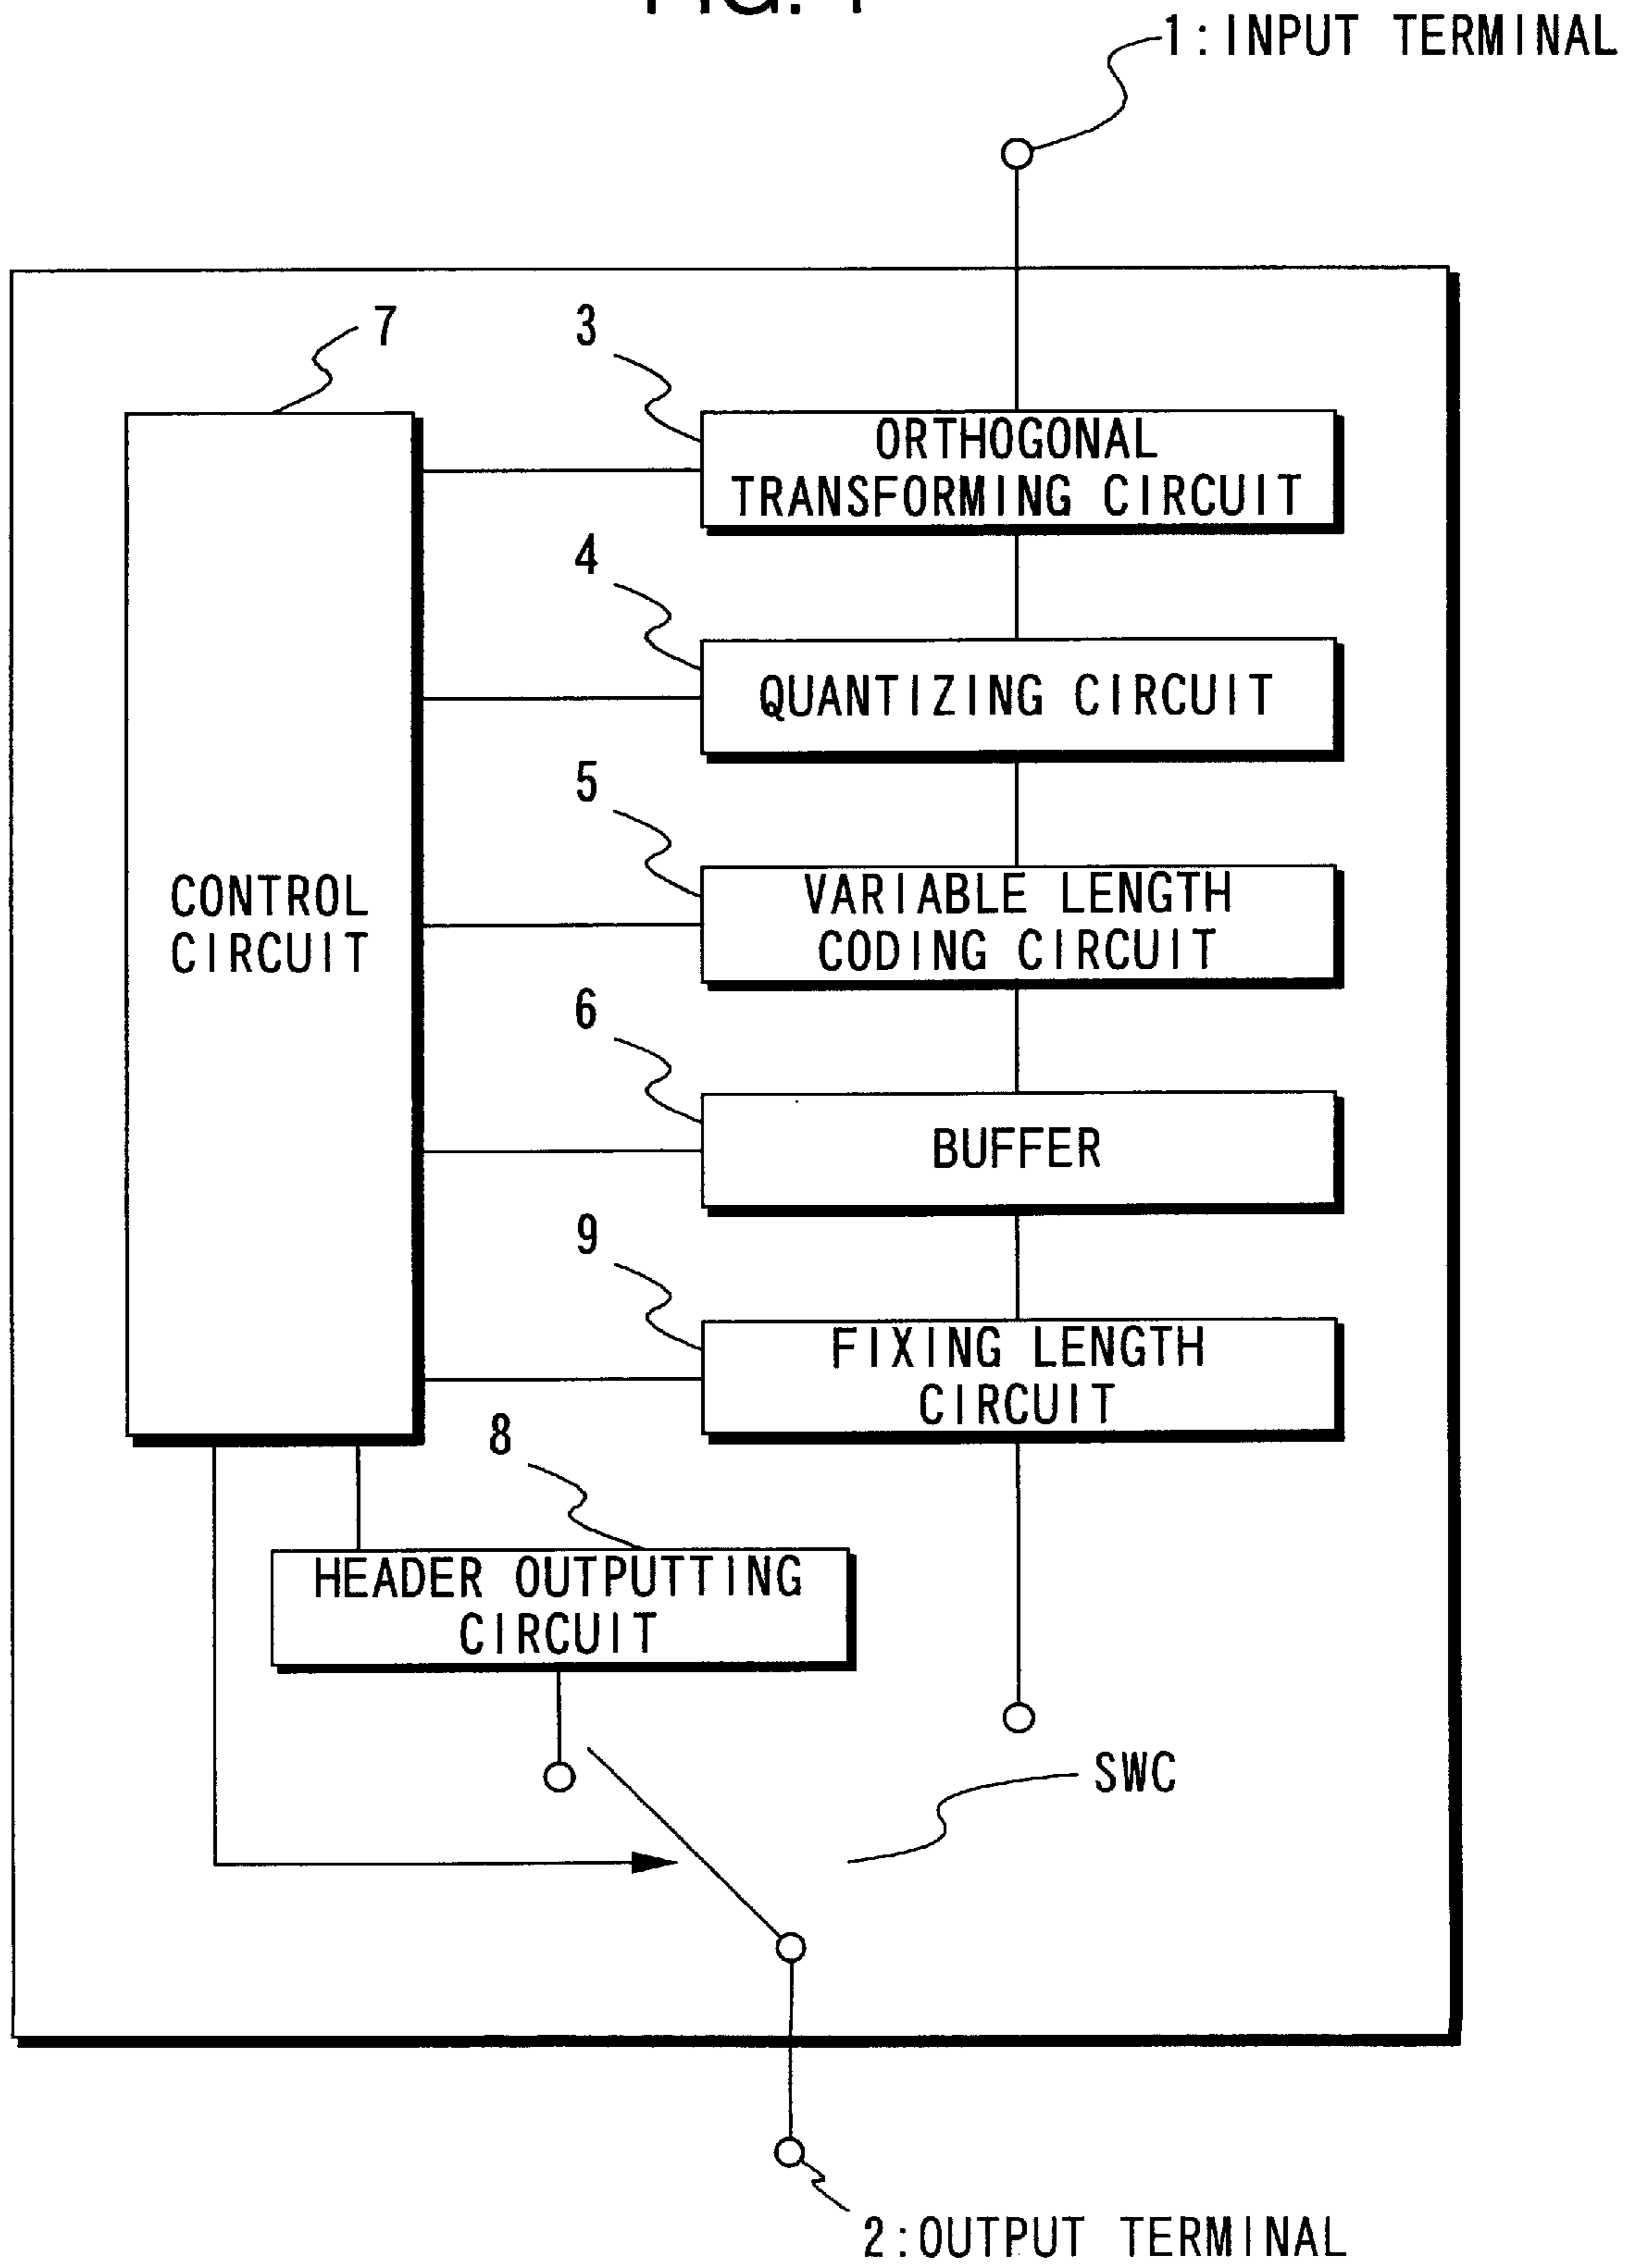 1:INPUT TERMINAL
7
3
ORTHOGONAL
TRANSFORMING CIRCUIT
4
QUANTIZING CIRCUIT
5
VARIABLE LENGTH
CODING CIRCUIT
CONTROL
CIRCUIT
6
BUFFER
9
FIXING LENGTH
CIRCUIT
8
HEADER OUTPUTTING
CIRCUIT
SWC
2:OUTPUT TERMINAL